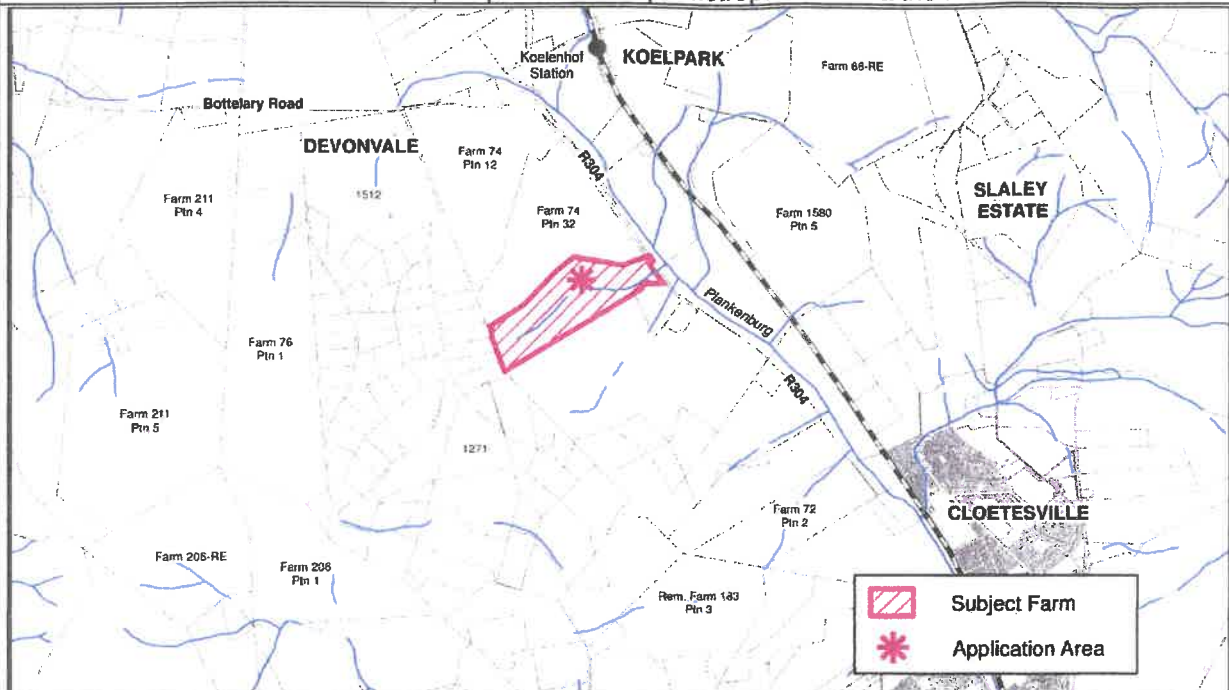 Koelenhof
Station
KOELPARK
Farm 66-RE
Bottelary Road
DEVONVALE
Farm 74
Ptn 12
R304
1512
Farm 211
Ptn 4
Farm 74
Ptn 32
Farm 1580
Ptn 5
SLALEY
ESTATE
Plankenburg
Farm 76
Ptn 1
R304
Farm 211
Ptn 5
1271
CLOETESVILLE
Farm 72
Ptn 2
Farm 206-RE
Farm 206
Ptn 1
Rem. Farm 183
Ptn 3
Subject Farm
Application Area